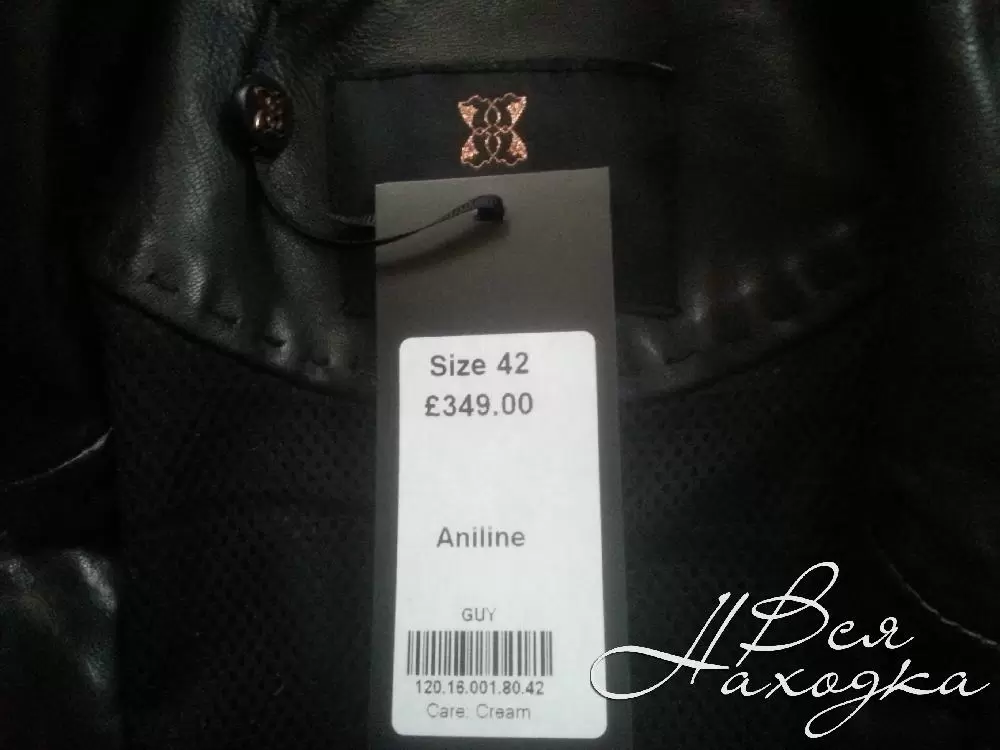 Size 42
£349.00
Aniline
GUY
120.16.001.80.42
Care: Cream
Вся
Находка